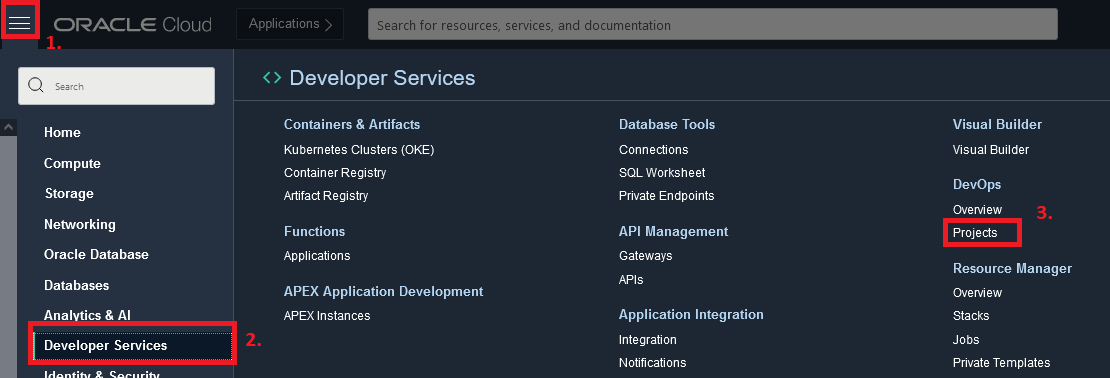 ORACLE Cloud
Applications
Search for resources, services, and documentation
1.
Search
Home
Compute
Storage
Networking
Oracle Database
Databases
Analytics & AI
Developer Services
2.
Identity & Security
<> Developer Services
Containers & Artifacts
Kubernetes Clusters (OKE)
Container Registry
Artifact Registry
Functions
Applications
APEX Application Development
APEX Instances
Database Tools
Connections
SQL Worksheet
Private Endpoints
API Management
Gateways
APIs
Application Integration
Integration
Notifications
Visual Builder
Visual Builder
DevOps
Overview
3.
Projects
Resource Manager
Overview
Stacks
Jobs
Private Templates